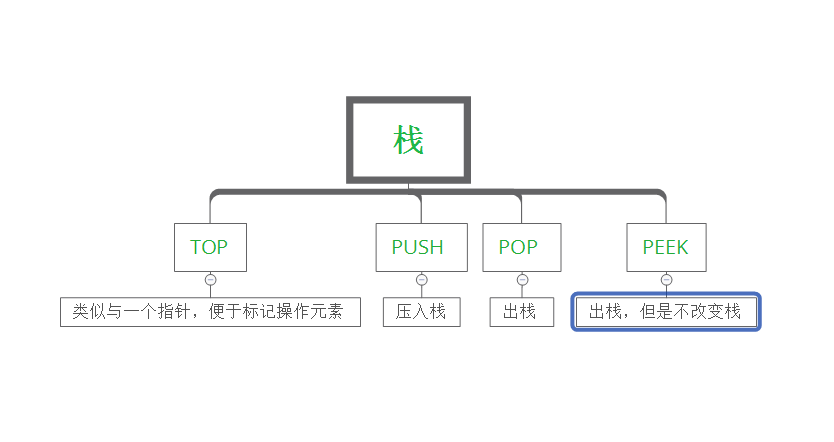 栈
TOP
PUSH
POP
PEEK
类似与一个指针，便于标记操作元素
压入栈
出栈
出栈，但是不改变栈